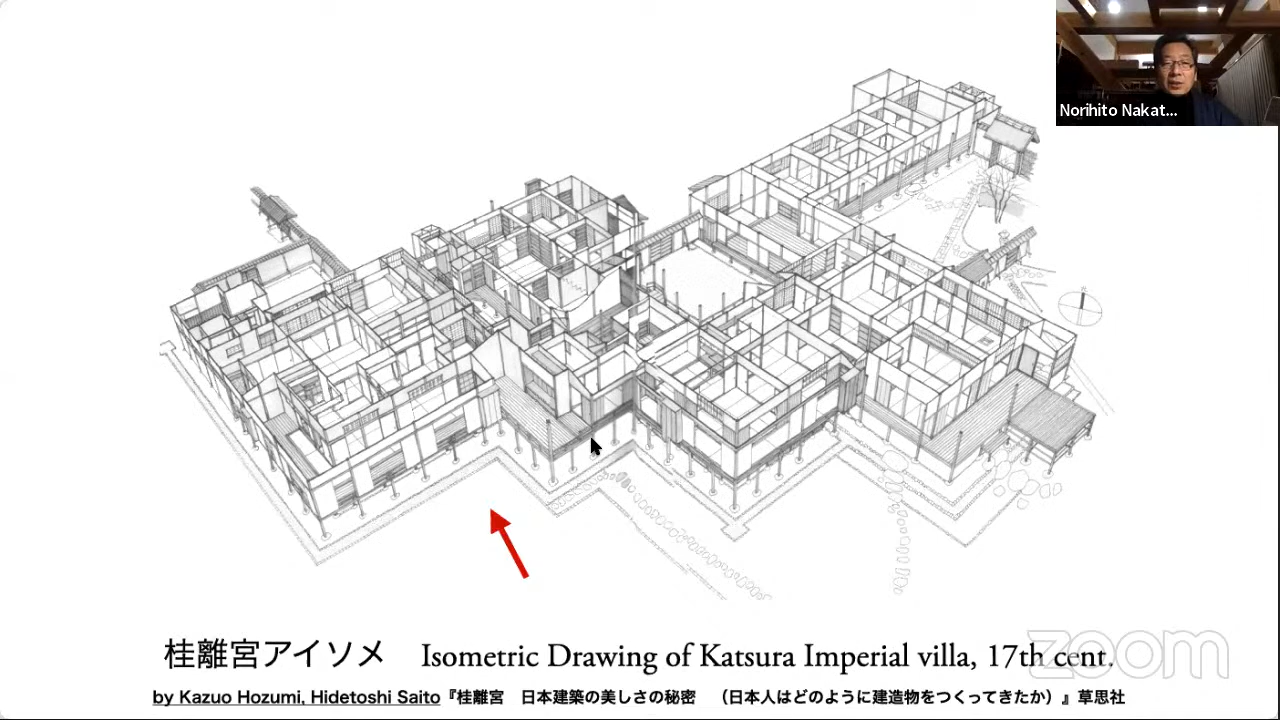 Norihito Nakat...
桂離宮アイソメ Isometric Drawing of Katsura Imperial villa, 17th cent.
zoom
by Kazuo Hozumi, Hidetoshi Saito『桂離宮 日本建築の美しさの秘密 （日本人はどのように建造物をつくってきたか）』草思社